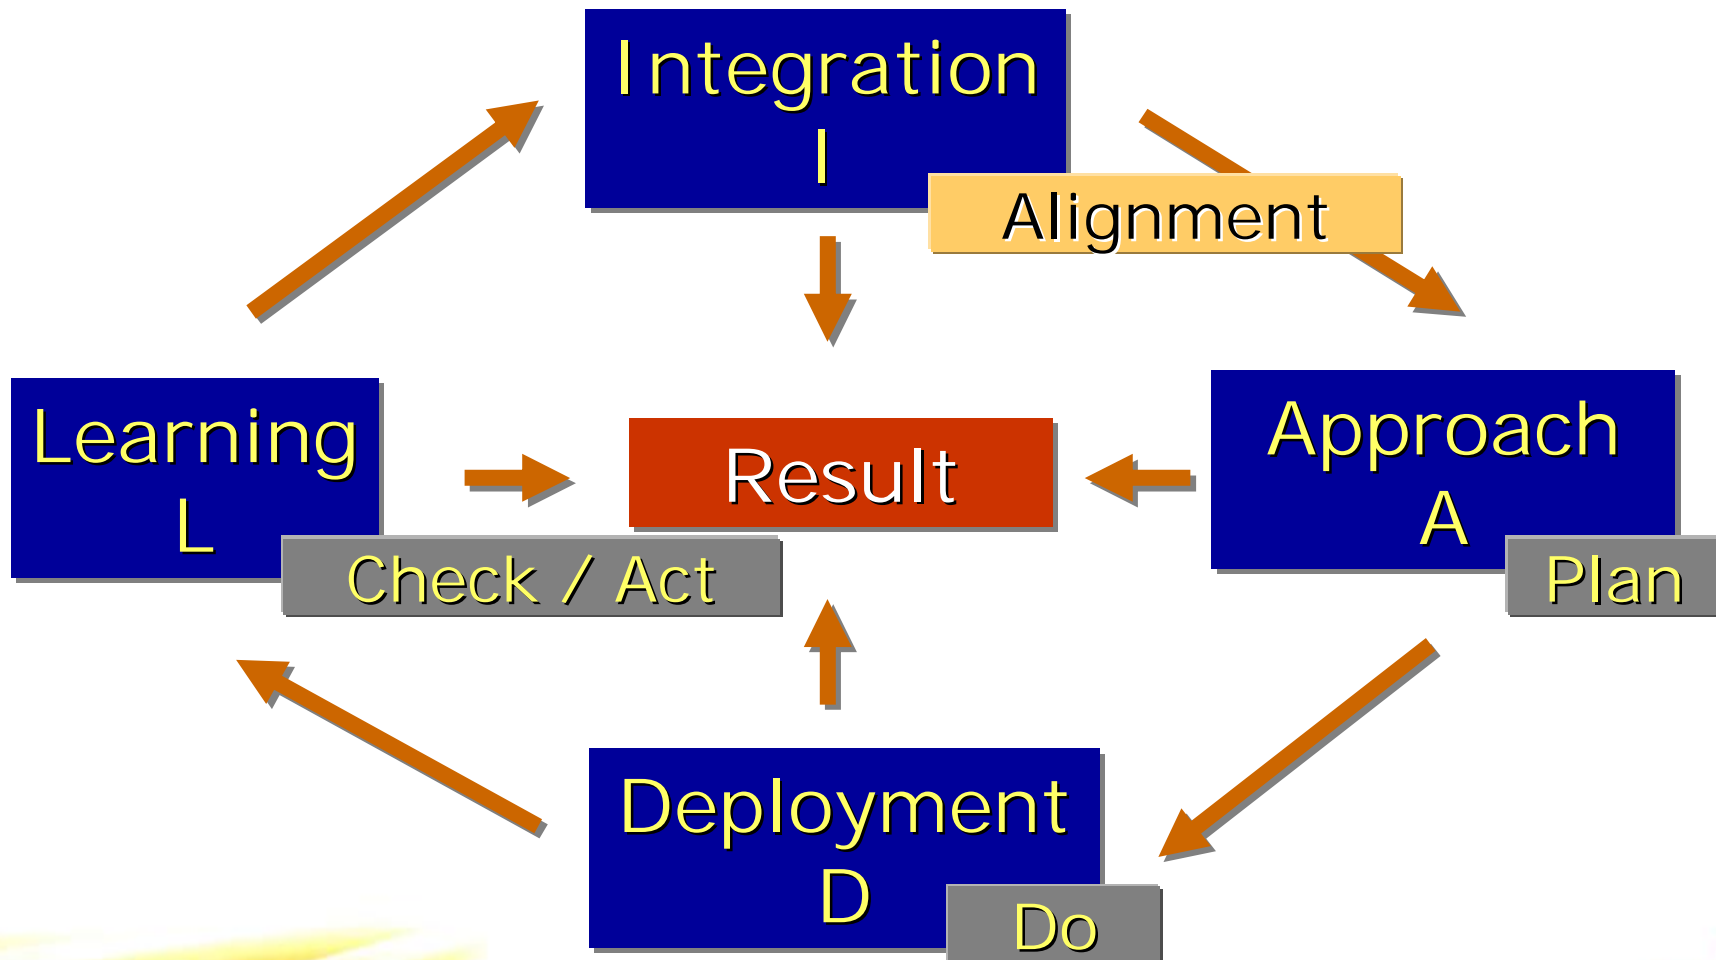 Integration
I
Alignment
Learning
L
Check / Act
Result
Approach
A
Plan
Deployment
D
Do